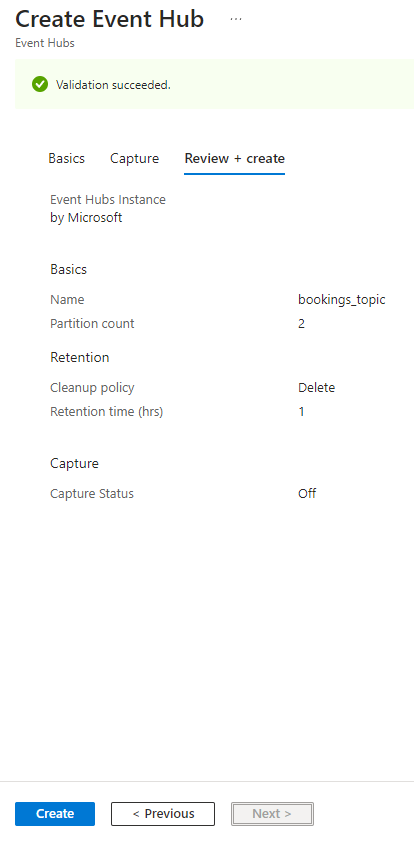 Create Event Hub ...
Event Hubs
Validation succeeded.
Basics Capture Review + create
Event Hubs Instance
by Microsoft
Basics
Name bookings_topic
Partition count 2
Retention
Cleanup policy Delete
Retention time (hrs) 1
Capture
Capture Status Off
Create < Previous Next >